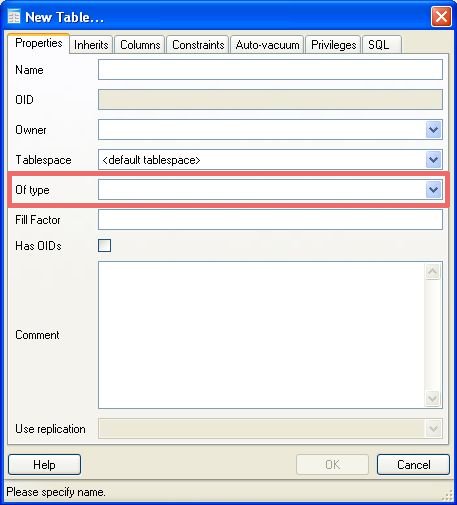 New Table...
Properties Inherits Columns Constraints Auto-vacuum Privileges SQL
Name
OID
Owner
Tablespace <default tablespace>
Of type
Fill Factor
Has OIDs
Comment
Use replication
Help OK Cancel
Please specify name.